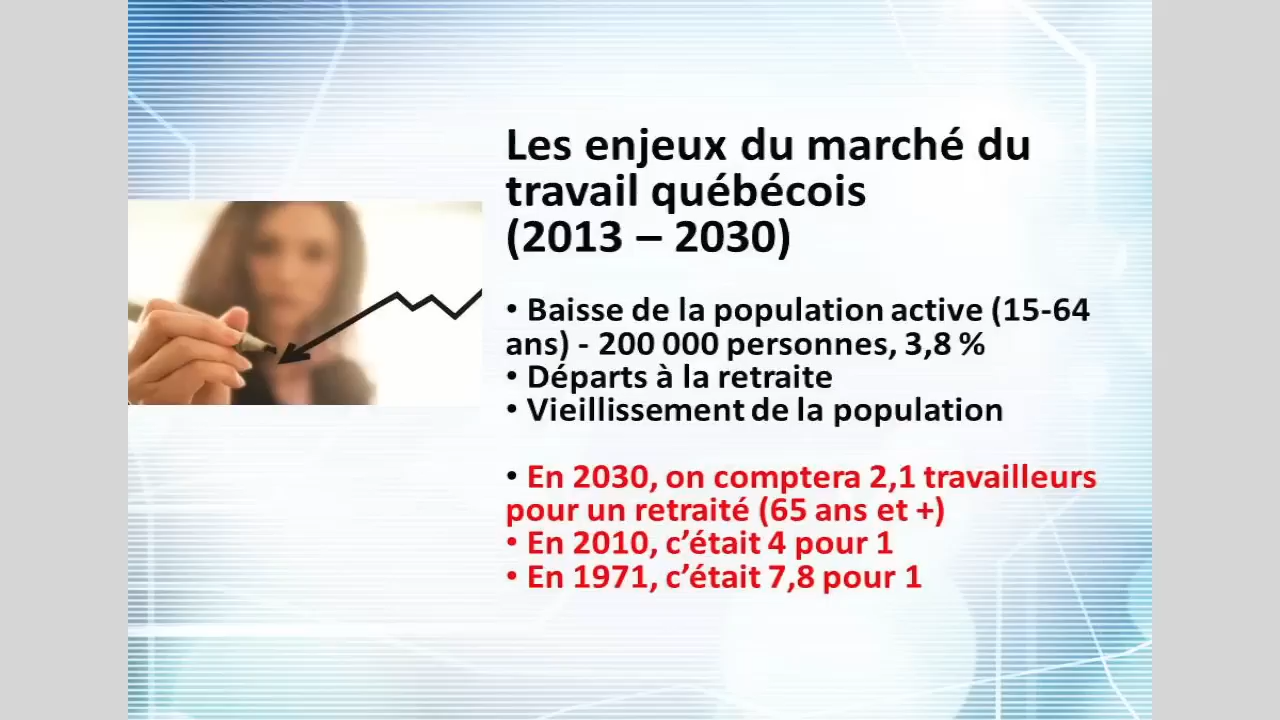 Les enjeux du marché du
travail québécois
(2013 – 2030)
• Baisse de la population active (15-64
ans) - 200 000 personnes, 3,8 %
• Départs à la retraite
• Vieillissement de la population
• En 2030, on comptera 2,1 travailleurs
pour un retraité (65 ans et +)
• En 2010, c’était 4 pour 1
• En 1971, c’était 7,8 pour 1